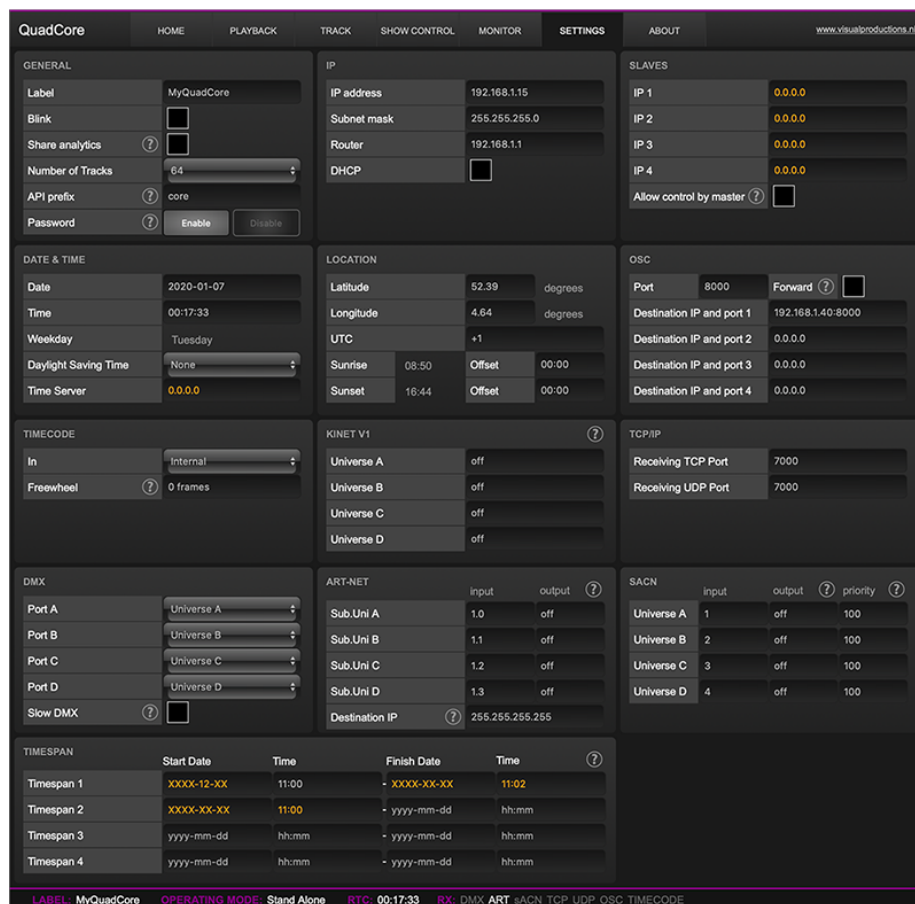 QuadCore HOME PLAYBACK TRACK SHOW CONTROL MONITOR SETTINGS ABOUT www.visualproductions.nl
GENERAL
Label MyQuadCore
Blink
Share analytics ?
Number of Tracks 64
API prefix ? core
Password ? Enable Disable
IP
IP address 192.168.1.15
Subnet mask 255.255.255.0
Router 192.168.1.1
DHCP
SLAVES
IP 1 0.0.0.0
IP 2 0.0.0.0
IP 3 0.0.0.0
IP 4 0.0.0.0
Allow control by master ?
DATE & TIME
Date 2020-01-07
Time 00:17:33
Weekday Tuesday
Daylight Saving Time None
Time Server 0.0.0.0
LOCATION
Latitude 52.39 degrees
Longitude 4.64 degrees
UTC +1
Sunrise 08:50 Offset 00:00
Sunset 16:44 Offset 00:00
OSC
Port 8000 Forward ?
Destination IP and port 1 192.168.1.40:8000
Destination IP and port 2 0.0.0.0
Destination IP and port 3 0.0.0.0
Destination IP and port 4 0.0.0.0
TIMECODE
In Internal
Freewheel ? 0 frames
KINET V1 ?
Universe A off
Universe B off
Universe C off
Universe D off
TCP/IP
Receiving TCP Port 7000
Receiving UDP Port 7000
DMX
Port A Universe A
Port B Universe B
Port C Universe C
Port D Universe D
Slow DMX ?
ART-NET input output ?
Sub.Uni A 1.0 off
Sub.Uni B 1.1 off
Sub.Uni C 1.2 off
Sub.Uni D 1.3 off
Destination IP ? 255.255.255.255
SACN input output ? priority ?
Universe A 1 off 100
Universe B 2 off 100
Universe C 3 off 100
Universe D 4 off 100
TIMESPAN Start Date Time Finish Date Time ?
Timespan 1 XXXX-12-XX 11:00 - XXXX-XX-XX 11:02
Timespan 2 XXXX-XX-XX 11:00 - yyyy-mm-dd hh:mm
Timespan 3 yyyy-mm-dd hh:mm - yyyy-mm-dd hh:mm
Timespan 4 yyyy-mm-dd hh:mm - yyyy-mm-dd hh:mm
LABEL: MyQuadCore OPERATING MODE: Stand Alone RTC: 00:17:33 RX: DMX ART sACN TCP UDP OSC TIMECODE